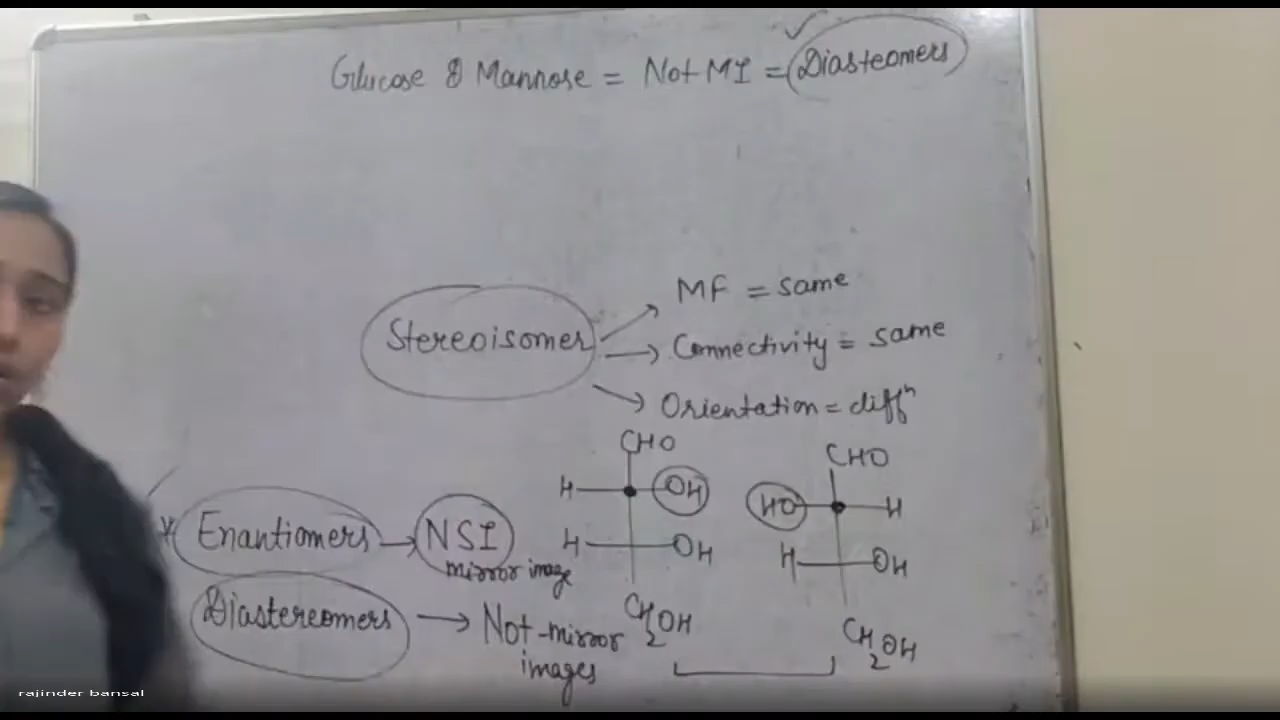 Glucose & Mannose = Not MI = Diasteomers
Stereoisomer
MF = same
Connectivity = same
Orientation = diffⁿ
CHO
H OH
H OH
CH2OH
CHO
HO H
H OH
CH2OH
* Enantiomers → NSI
mirror image
Diastereomers → Not-mirror
images
rajinder bansal